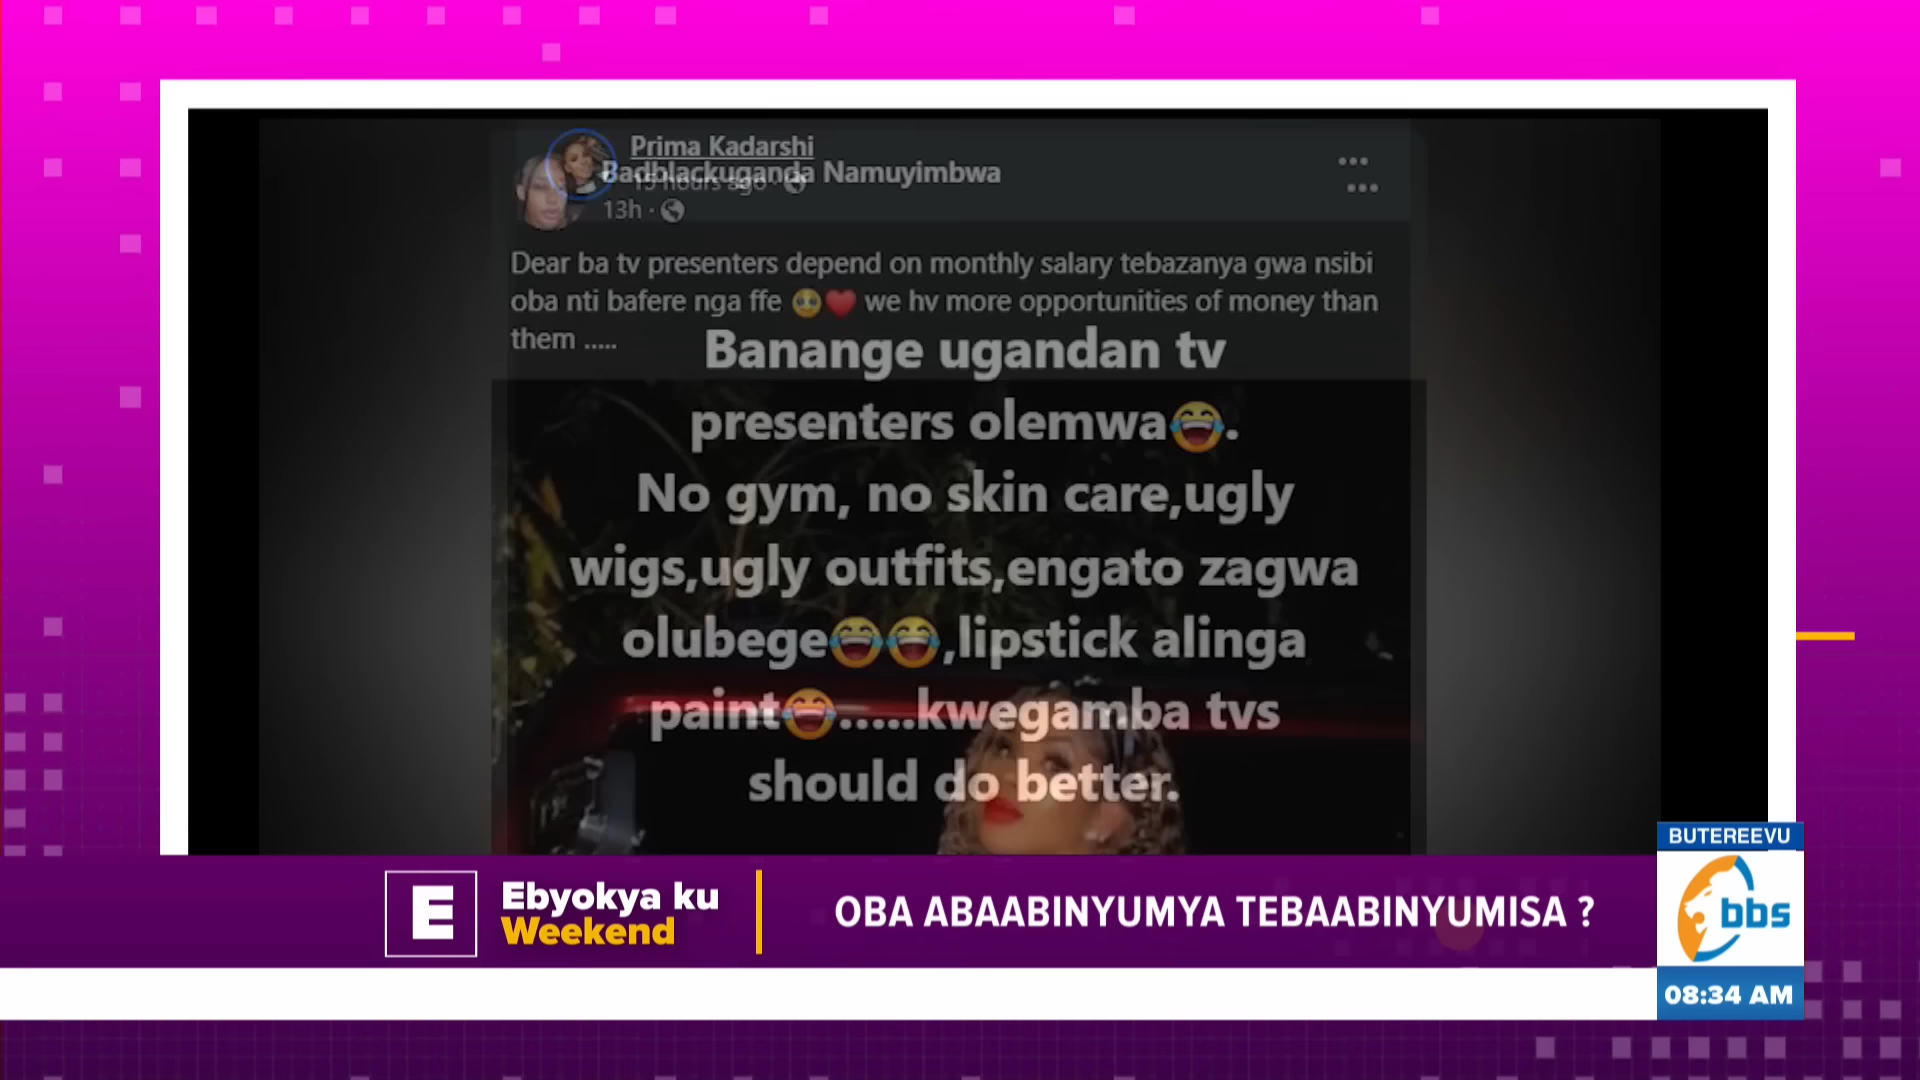 Prima Kadarshi
15 hours ago ·
Badblackuganda Namuyimbwa
13h ·
Dear ba tv presenters depend on monthly salary tebazanya gwa nsibi
oba nti bafere nga ffe 🥹❤️ we hv more opportunities of money than
them .....
Banange ugandan tv
presenters olemwa😂.
No gym, no skin care,ugly
wigs,ugly outfits,engato zagwa
olubege😂😂,lipstick alinga
paint😂.....kwegamba tvs
should do better.
BUTEREEVU
E
Ebyokya ku
Weekend
OBA ABAABINYUMYA TEBAABINYUMISA ?
bbs
08:34 AM